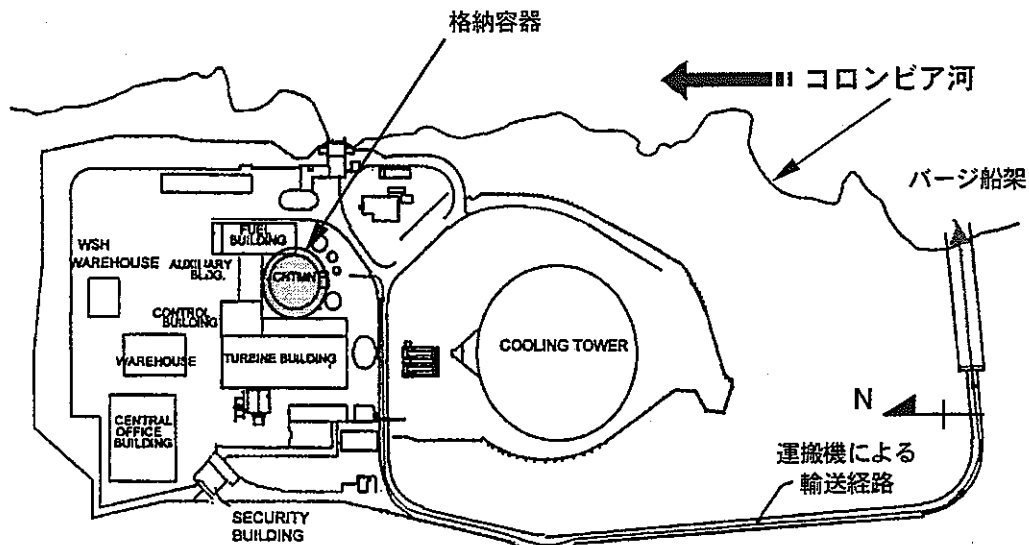 格納容器
コロンビア河
バージ船架
FUEL
BUILDING
WSH
WAREHOUSE
AUXILIARY
BLDG.
CNTMNT
CONTROL
BUILDING
COOLING TOWER
WAREHOUSE
TURBINE BUILDING
N
CENTRAL
OFFICE
BUILDING
運搬機による
輸送経路
SECURITY
BUILDING